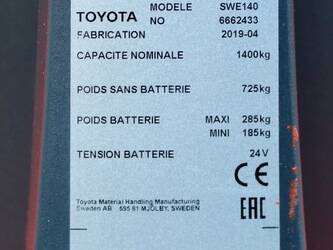 TOYOTA MODELE SWE140
NO 6662433
FABRICATION 2019-04
CAPACITE NOMINALE 1400kg
POIDS SANS BATTERIE 725kg
POIDS BATTERIE MAXI 285kg
MINI 185kg
TENSION BATTERIE 24V
CE
Toyota Material Handling Manufacturing
Sweden AB 595 81 MJÖLBY, SWEDEN
EAC